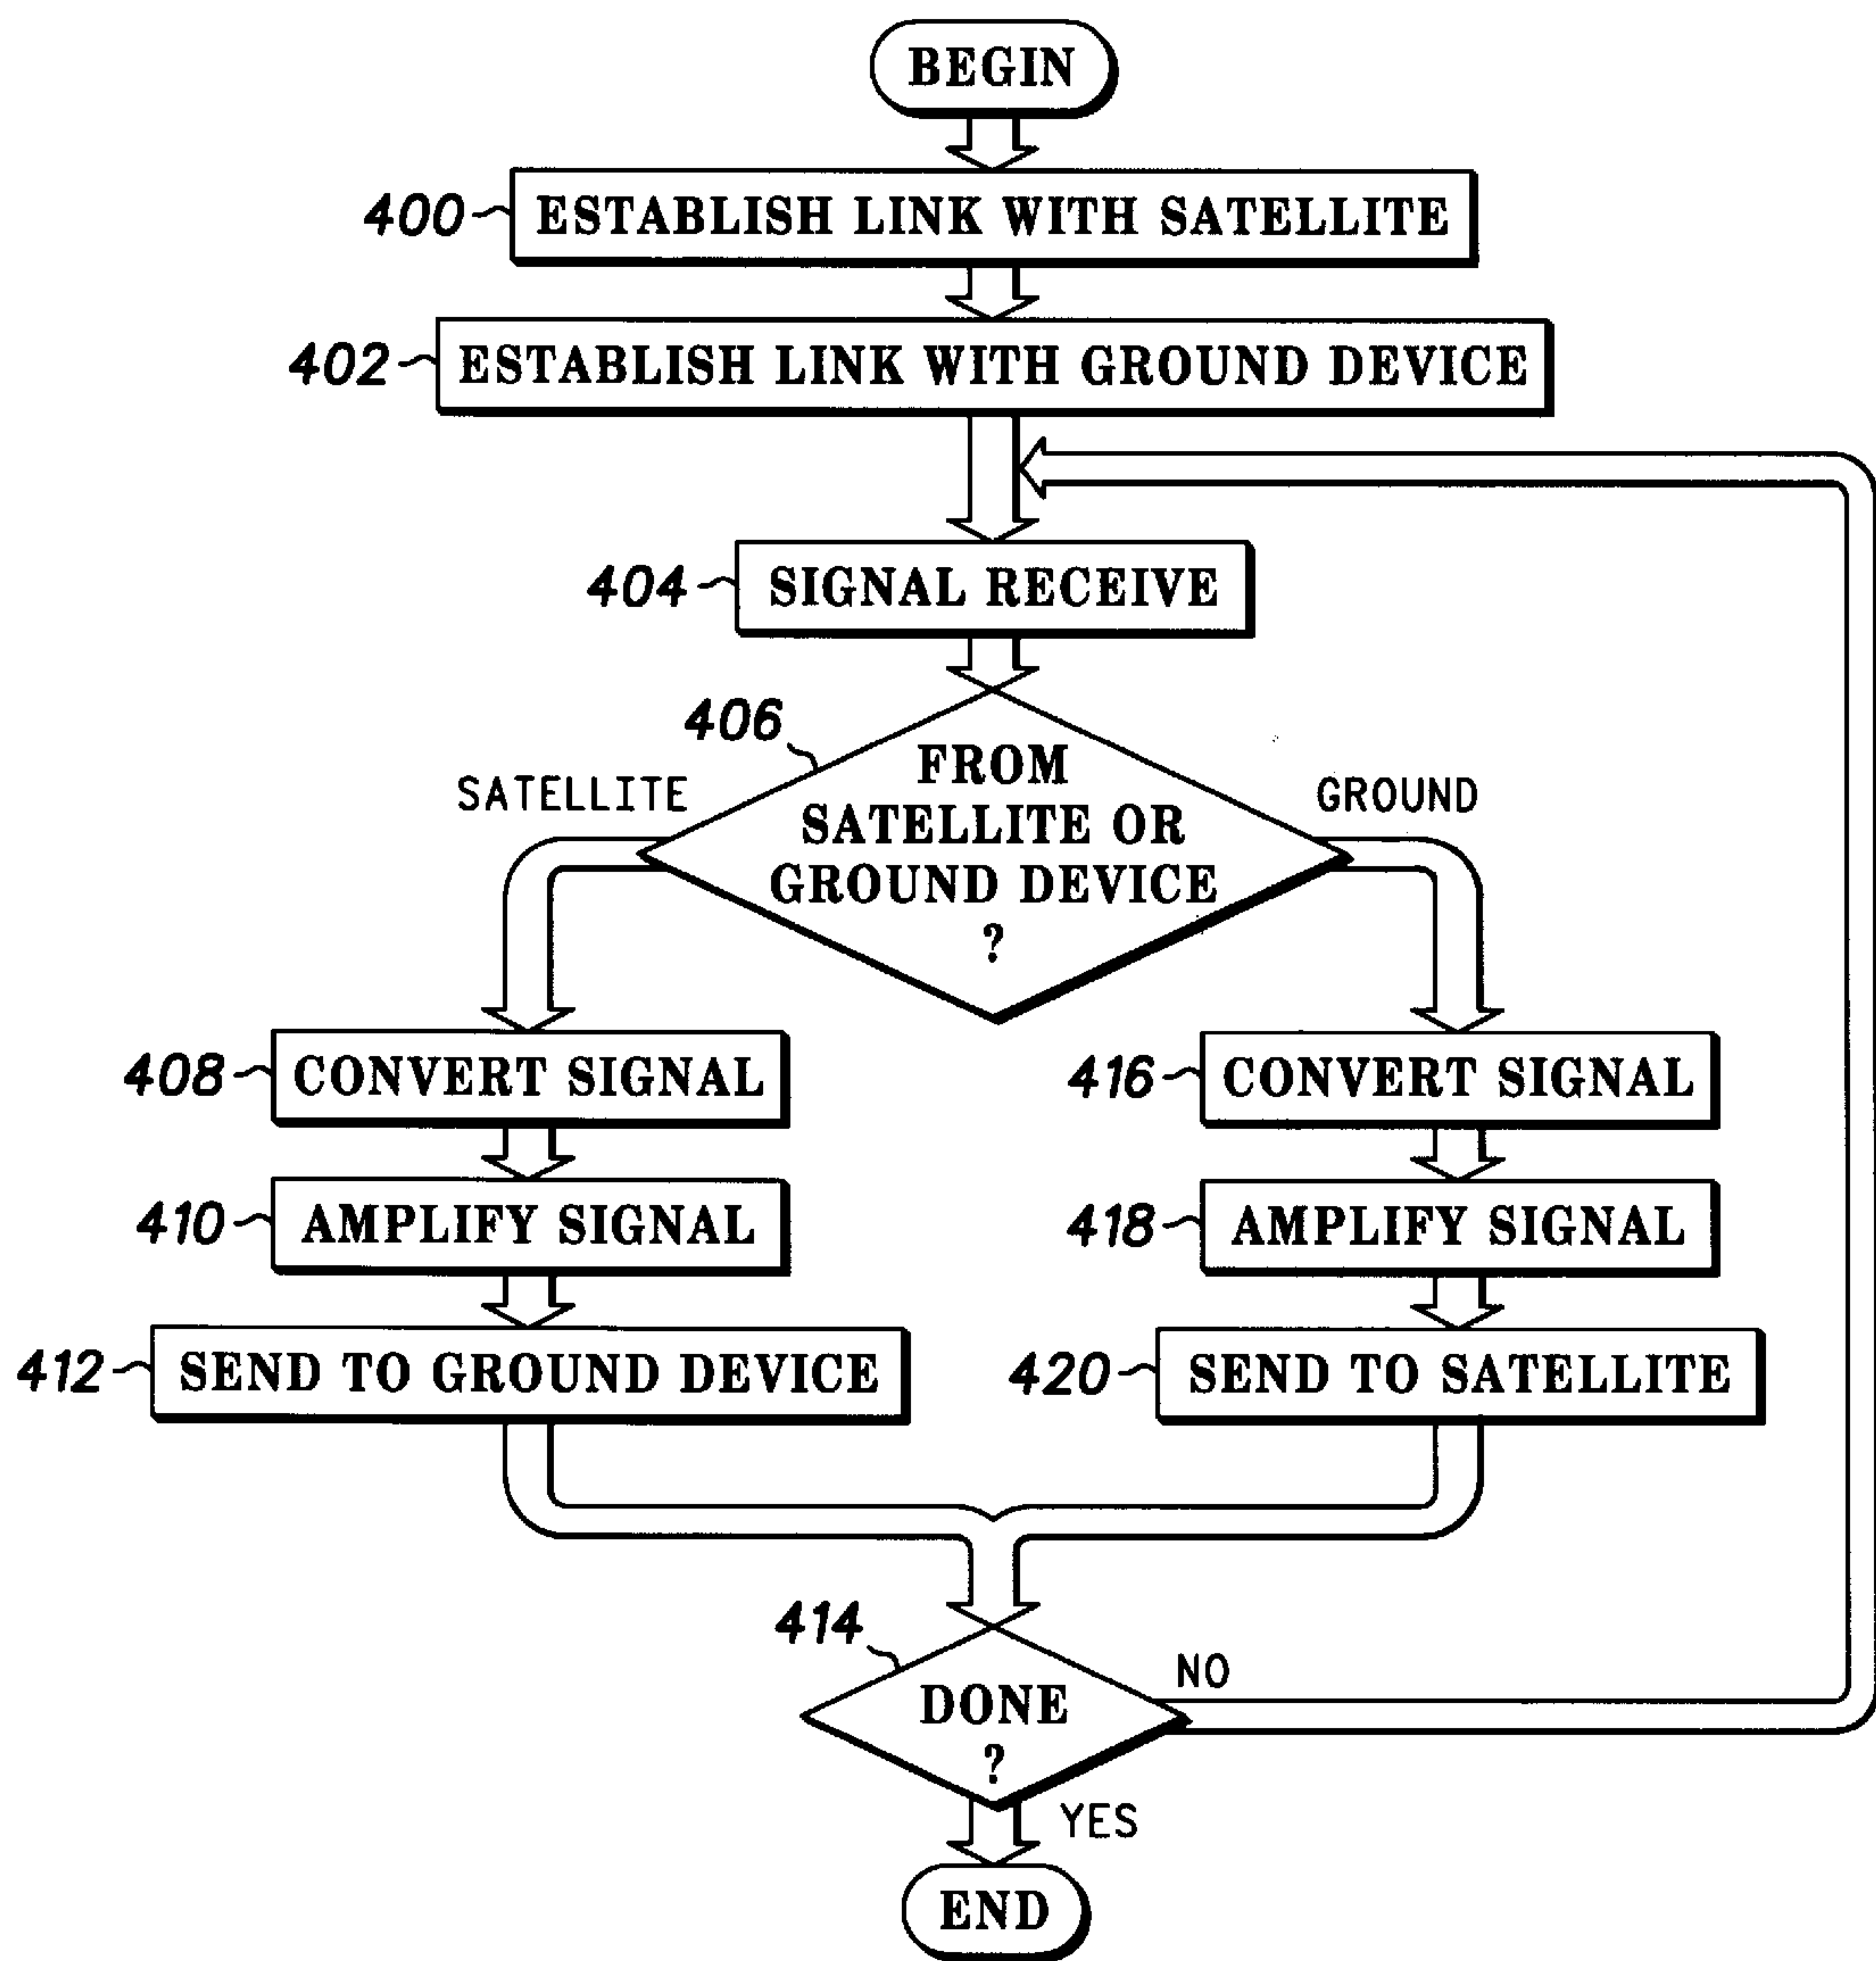 BEGIN
400 ESTABLISH LINK WITH SATELLITE
402 ESTABLISH LINK WITH GROUND DEVICE
404 SIGNAL RECEIVE
406
FROM
SATELLITE OR
GROUND DEVICE
?
SATELLITE
GROUND
408 CONVERT SIGNAL
410 AMPLIFY SIGNAL
412 SEND TO GROUND DEVICE
416 CONVERT SIGNAL
418 AMPLIFY SIGNAL
420 SEND TO SATELLITE
414
DONE
?
NO
YES
END